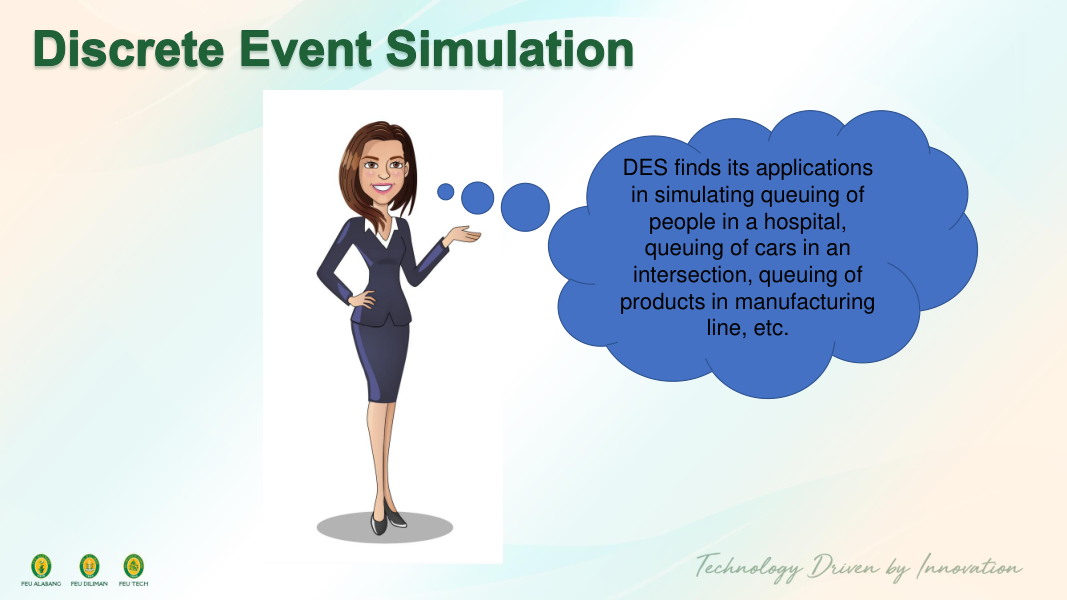 Discrete Event Simulation
DES finds its applications
in simulating queuing of
people in a hospital,
queuing of cars in an
intersection, queuing of
products in manufacturing
line, etc.
FEU ALABANG FEU DILIMAN FEU TECH
Technology Driven by Innovation